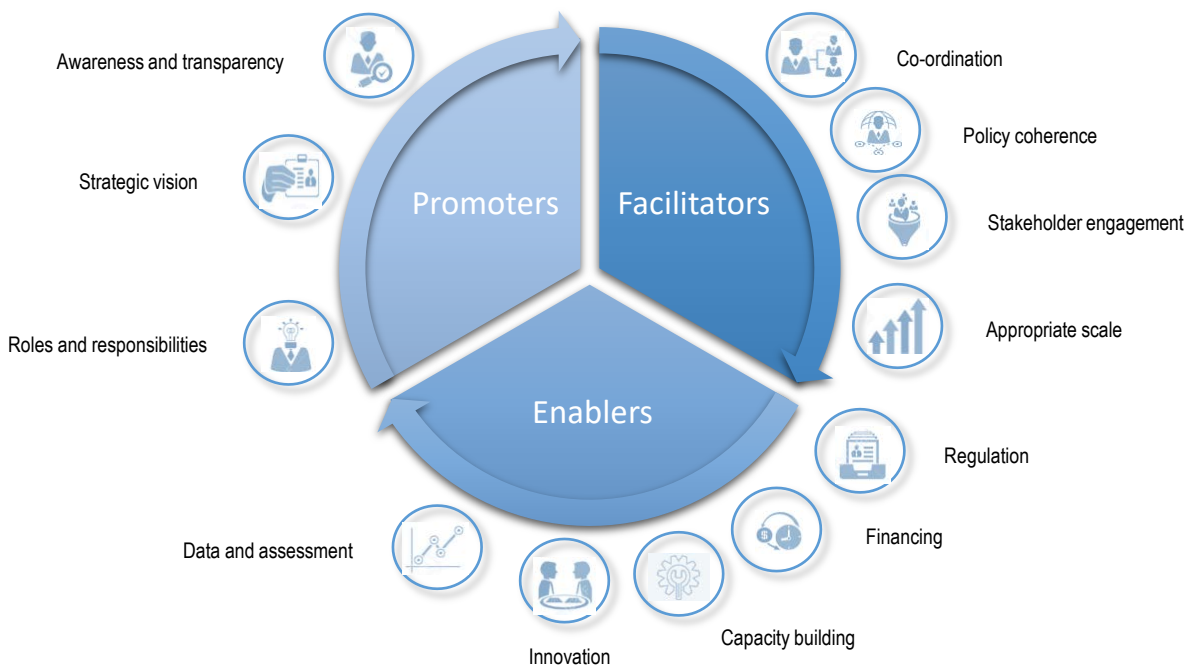 Awareness and transparency
Co-ordination
Policy coherence
Strategic vision
Promoters
Facilitators
Stakeholder engagement
Roles and responsibilities
Appropriate scale
Enablers
Regulation
Data and assessment
Financing
Capacity building
Innovation